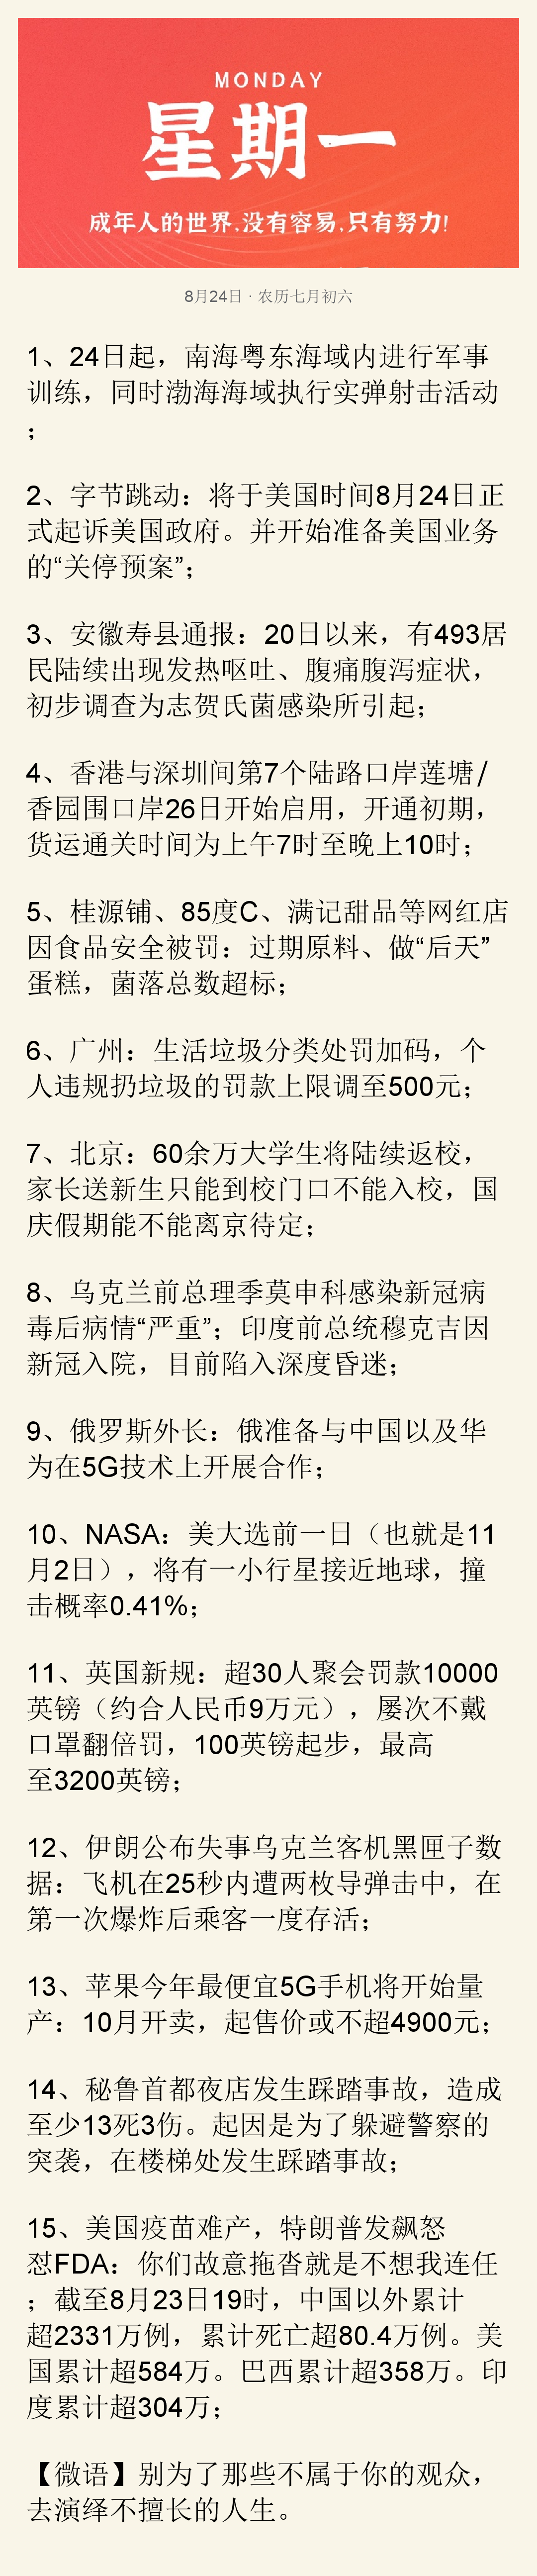 MONDAY
星期一
成年人的世界,没有容易,只有努力!
8月24日 · 农历七月初六
1、24日起，南海粤东海域内进行军事
训练，同时渤海海域执行实弹射击活动
；
2、字节跳动：将于美国时间8月24日正
式起诉美国政府。并开始准备美国业务
的“关停预案”；
3、安徽寿县通报：20日以来，有493居
民陆续出现发热呕吐、腹痛腹泻症状，
初步调查为志贺氏菌感染所引起；
4、香港与深圳间第7个陆路口岸莲塘/
香园围口岸26日开始启用，开通初期，
货运通关时间为上午7时至晚上10时；
5、桂源铺、85度C、满记甜品等网红店
因食品安全被罚：过期原料、做“后天”
蛋糕，菌落总数超标；
6、广州：生活垃圾分类处罚加码，个
人违规扔垃圾的罚款上限调至500元；
7、北京：60余万大学生将陆续返校，
家长送新生只能到校门口不能入校，国
庆假期能不能离京待定；
8、乌克兰前总理季莫申科感染新冠病
毒后病情“严重”；印度前总统穆克吉因
新冠入院，目前陷入深度昏迷；
9、俄罗斯外长：俄准备与中国以及华
为在5G技术上开展合作；
10、NASA：美大选前一日（也就是11
月2日），将有一小行星接近地球，撞
击概率0.41%；
11、英国新规：超30人聚会罚款10000
英镑（约合人民币9万元），屡次不戴
口罩翻倍罚，100英镑起步，最高
至3200英镑；
12、伊朗公布失事乌克兰客机黑匣子数
据：飞机在25秒内遭两枚导弹击中，在
第一次爆炸后乘客一度存活；
13、苹果今年最便宜5G手机将开始量
产：10月开卖，起售价或不超4900元；
14、秘鲁首都夜店发生踩踏事故，造成
至少13死3伤。起因是为了躲避警察的
突袭，在楼梯处发生踩踏事故；
15、美国疫苗难产，特朗普发飙怒
怼FDA：你们故意拖沓就是不想我连任
；截至8月23日19时，中国以外累计
超2331万例，累计死亡超80.4万例。美
国累计超584万。巴西累计超358万。印
度累计超304万；
【微语】别为了那些不属于你的观众，
去演绎不擅长的人生。